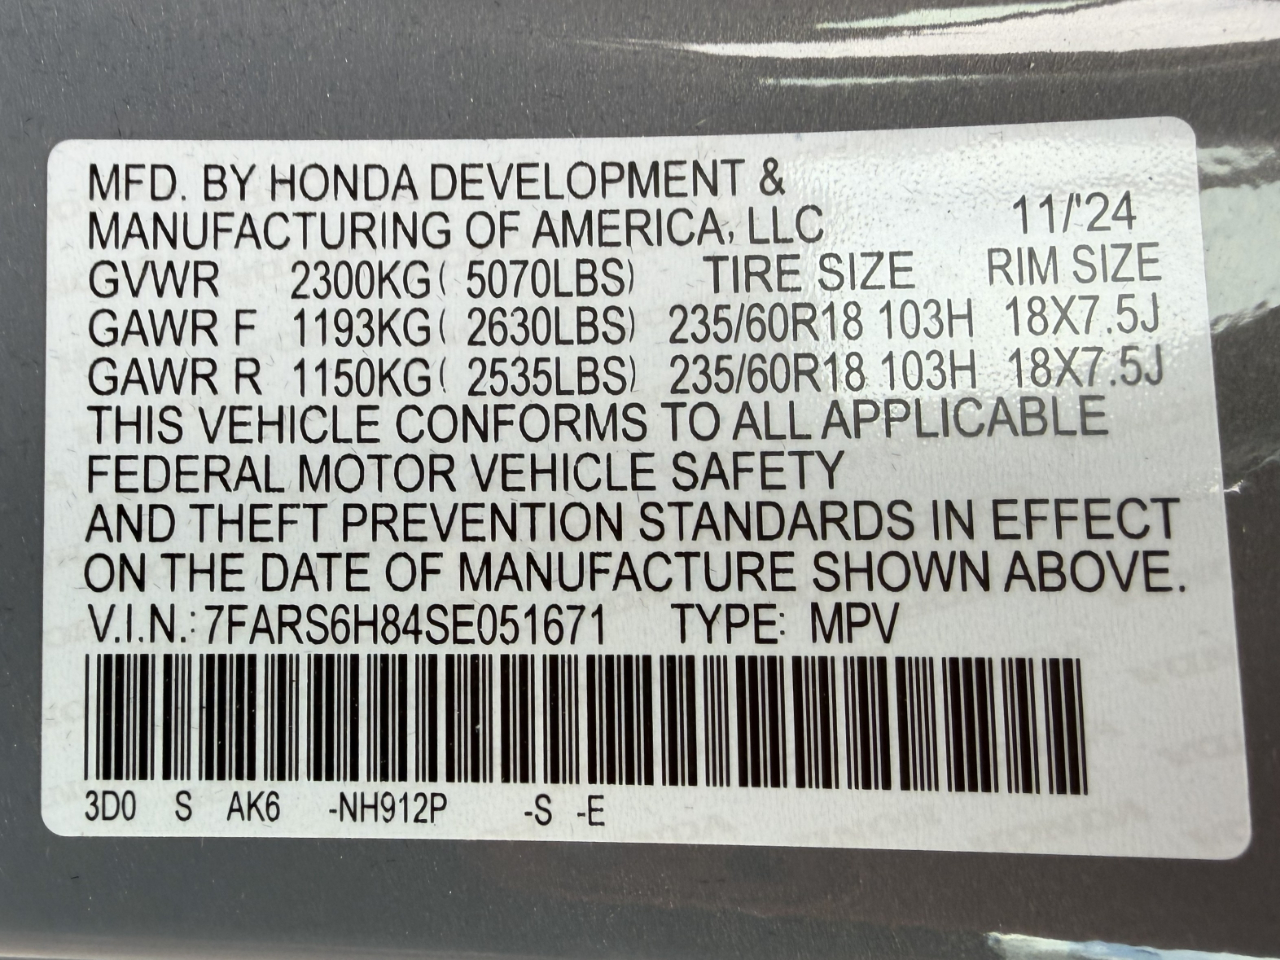 MFD. BY HONDA DEVELOPMENT &
MANUFACTURING OF AMERICA, LLC 11/'24
GVWR 2300KG( 5070LBS) TIRE SIZE RIM SIZE
GAWR F 1193KG( 2630LBS) 235/60R18 103H 18X7.5J
GAWR R 1150KG( 2535LBS) 235/60R18 103H 18X7.5J
THIS VEHICLE CONFORMS TO ALL APPLICABLE
FEDERAL MOTOR VEHICLE SAFETY
AND THEFT PREVENTION STANDARDS IN EFFECT
ON THE DATE OF MANUFACTURE SHOWN ABOVE.
V.I.N.: 7FARS6H84SE051671 TYPE: MPV
3D0 S AK6 -NH912P -S -E